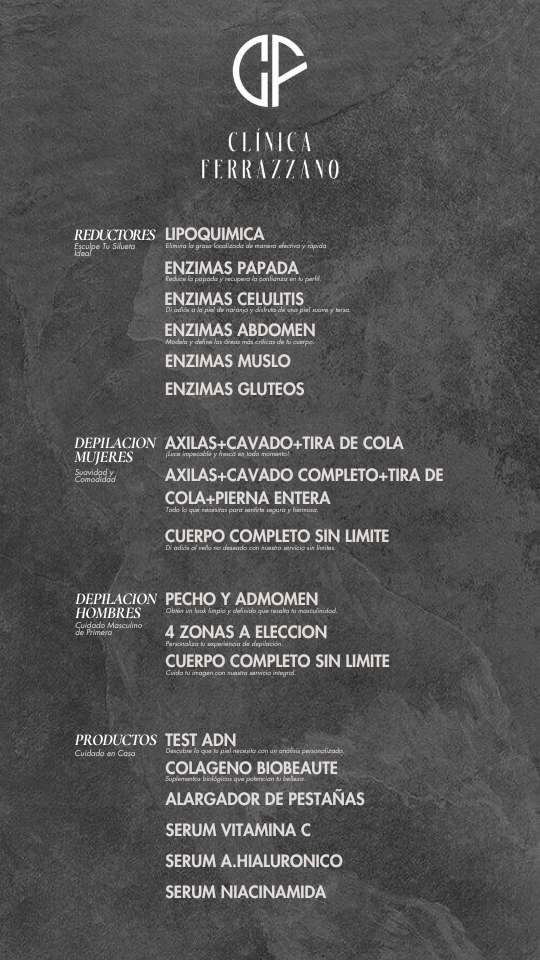 CF
CLÍNICA
FERRAZZANO
REDUCTORES
Esculpe Tu Silueta
Ideal
LIPOQUIMICA
Elimina la grasa localizada de manera efectiva y rápida.
ENZIMAS PAPADA
Reduce la papada y recupera la confianza en tu perfil.
ENZIMAS CELULITIS
Di adiós a la piel de naranja y disfruta de una piel suave y tersa.
ENZIMAS ABDOMEN
Modela y define las áreas más críticas de tu cuerpo.
ENZIMAS MUSLO
ENZIMAS GLUTEOS
DEPILACION
MUJERES
Suavidad y
Comodidad
AXILAS+CAVADO+TIRA DE COLA
¡Luce impecable y fresca en todo momento!
AXILAS+CAVADO COMPLETO+TIRA DE
COLA+PIERNA ENTERA
Todo lo que necesitas para sentirte segura y hermosa.
CUERPO COMPLETO SIN LIMITE
Di adiós al vello no deseado con nuestro servicio sin límites.
DEPILACION
HOMBRES
Cuidado Masculino
de Primera
PECHO Y ADMOMEN
Obtén un look limpio y definido que resalta tu masculinidad.
4 ZONAS A ELECCION
Personaliza tu experiencia de depilación.
CUERPO COMPLETO SIN LIMITE
Cuida tu imagen con nuestro servicio integral.
PRODUCTOS
Cuidado en Casa
TEST ADN
Descubre lo que tu piel necesita con un análisis personalizado.
COLAGENO BIOBEAUTE
Suplementos biológicos que potencian tu belleza.
ALARGADOR DE PESTAÑAS
SERUM VITAMINA C
SERUM A.HIALURONICO
SERUM NIACINAMIDA